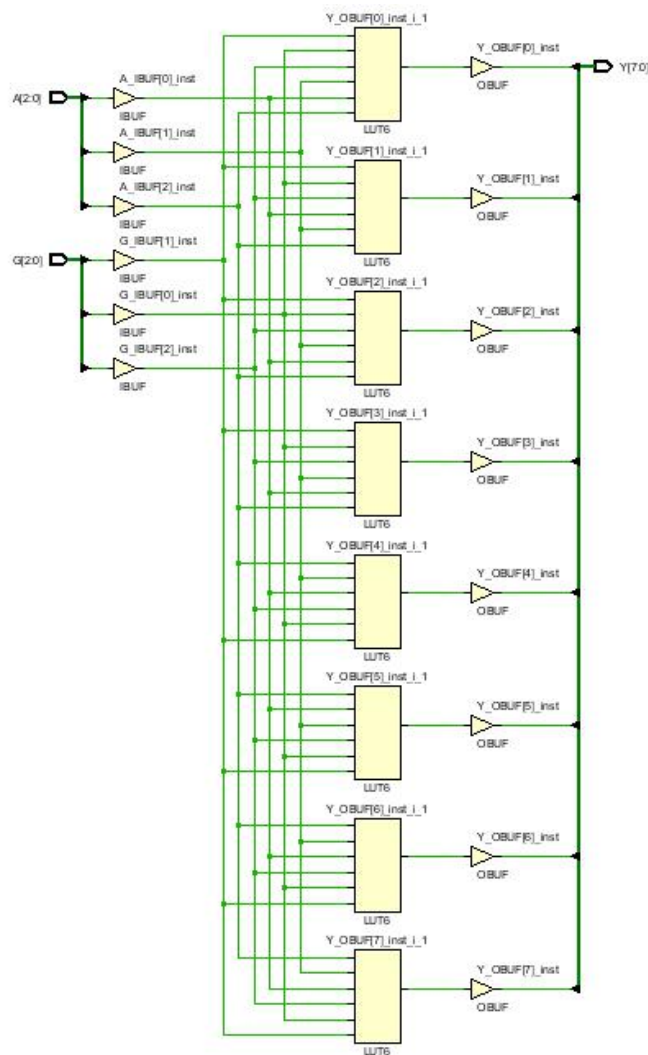 Y_OBUF[0]_inst_i_1
Y_OBUF[0]_inst
A_IBUF[0]_inst
A[2:0]
Y[7:0]
IBUF
OBUF
A_IBUF[1]_inst
LUT6
IBUF
Y_OBUF[1]_inst_i_1
A_IBUF[2]_inst
Y_OBUF[1]_inst
IBUF
OBUF
G_IBUF[1]_inst
LUT6
G[2:0]
IBUF
Y_OBUF[2]_inst_i_1
G_IBUF[0]_inst
Y_OBUF[2]_inst
IBUF
OBUF
G_IBUF[2]_inst
LUT6
IBUF
Y_OBUF[3]_inst_i_1
Y_OBUF[3]_inst
OBUF
LUT6
Y_OBUF[4]_inst_i_1
Y_OBUF[4]_inst
OBUF
LUT6
Y_OBUF[5]_inst_i_1
Y_OBUF[5]_inst
OBUF
LUT6
Y_OBUF[6]_inst_i_1
Y_OBUF[6]_inst
OBUF
LUT6
Y_OBUF[7]_inst_i_1
Y_OBUF[7]_inst
OBUF
LUT6